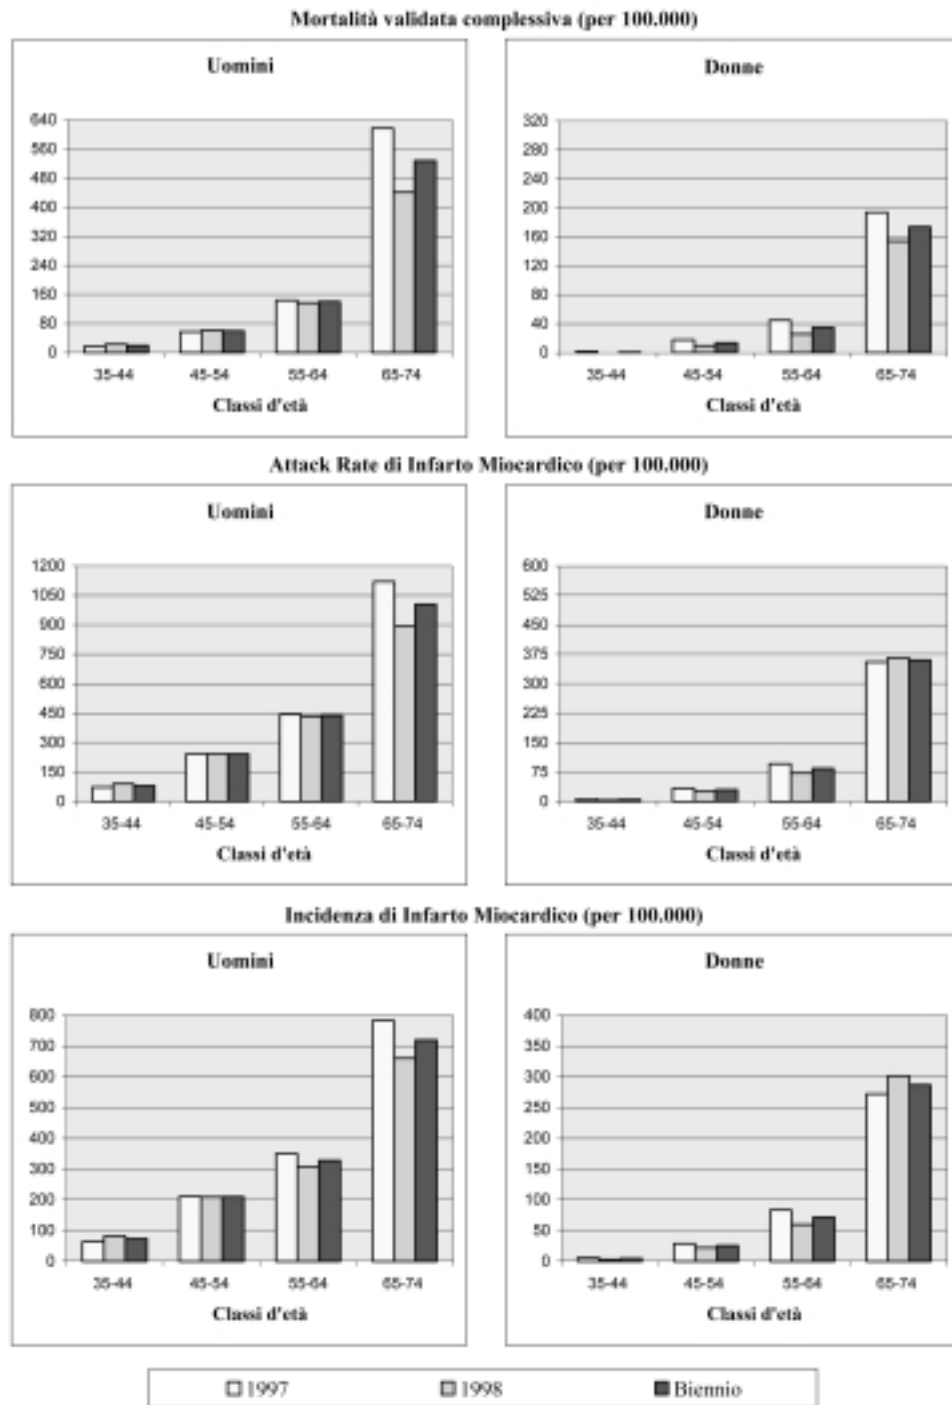 Mortalità validata complessiva (per 100.000)
Uomini
640
560
480
400
320
240
160
80
0
35-44 45-54 55-64 65-74
Classi d'età
Donne
320
280
240
200
160
120
80
40
0
35-44 45-54 55-64 65-74
Classi d'età
Attack Rate di Infarto Miocardico (per 100.000)
Uomini
1200
1050
900
750
600
450
300
150
0
35-44 45-54 55-64 65-74
Classi d'età
Donne
600
525
450
375
300
225
150
75
0
35-44 45-54 55-64 65-74
Classi d'età
Incidenza di Infarto Miocardico (per 100.000)
Uomini
800
700
600
500
400
300
200
100
0
35-44 45-54 55-64 65-74
Classi d'età
Donne
400
350
300
250
200
150
100
50
0
35-44 45-54 55-64 65-74
Classi d'età
1997 1998 Biennio